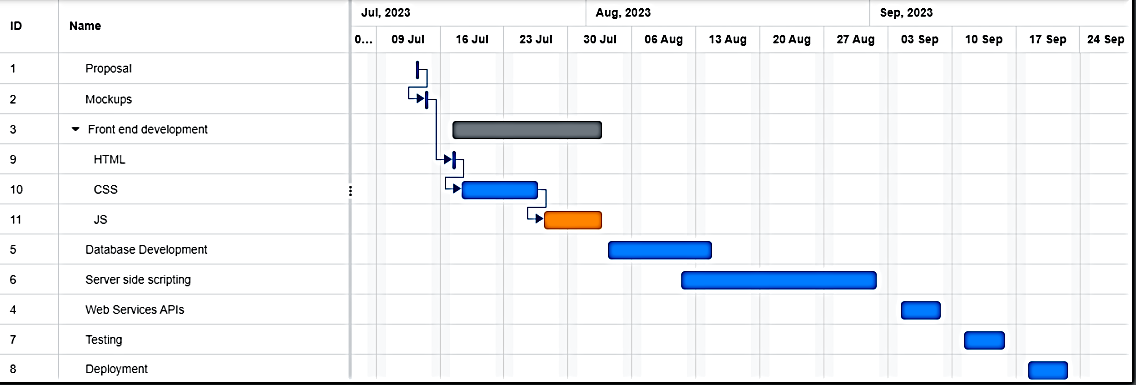 ID Name Jul, 2023 Aug, 2023 Sep, 2023
0... 09 Jul 16 Jul 23 Jul 30 Jul 06 Aug 13 Aug 20 Aug 27 Aug 03 Sep 10 Sep 17 Sep 24 Sep
1 Proposal
2 Mockups
3 Front end development
9 HTML
10 CSS
11 JS
5 Database Development
6 Server side scripting
4 Web Services APIs
7 Testing
8 Deployment